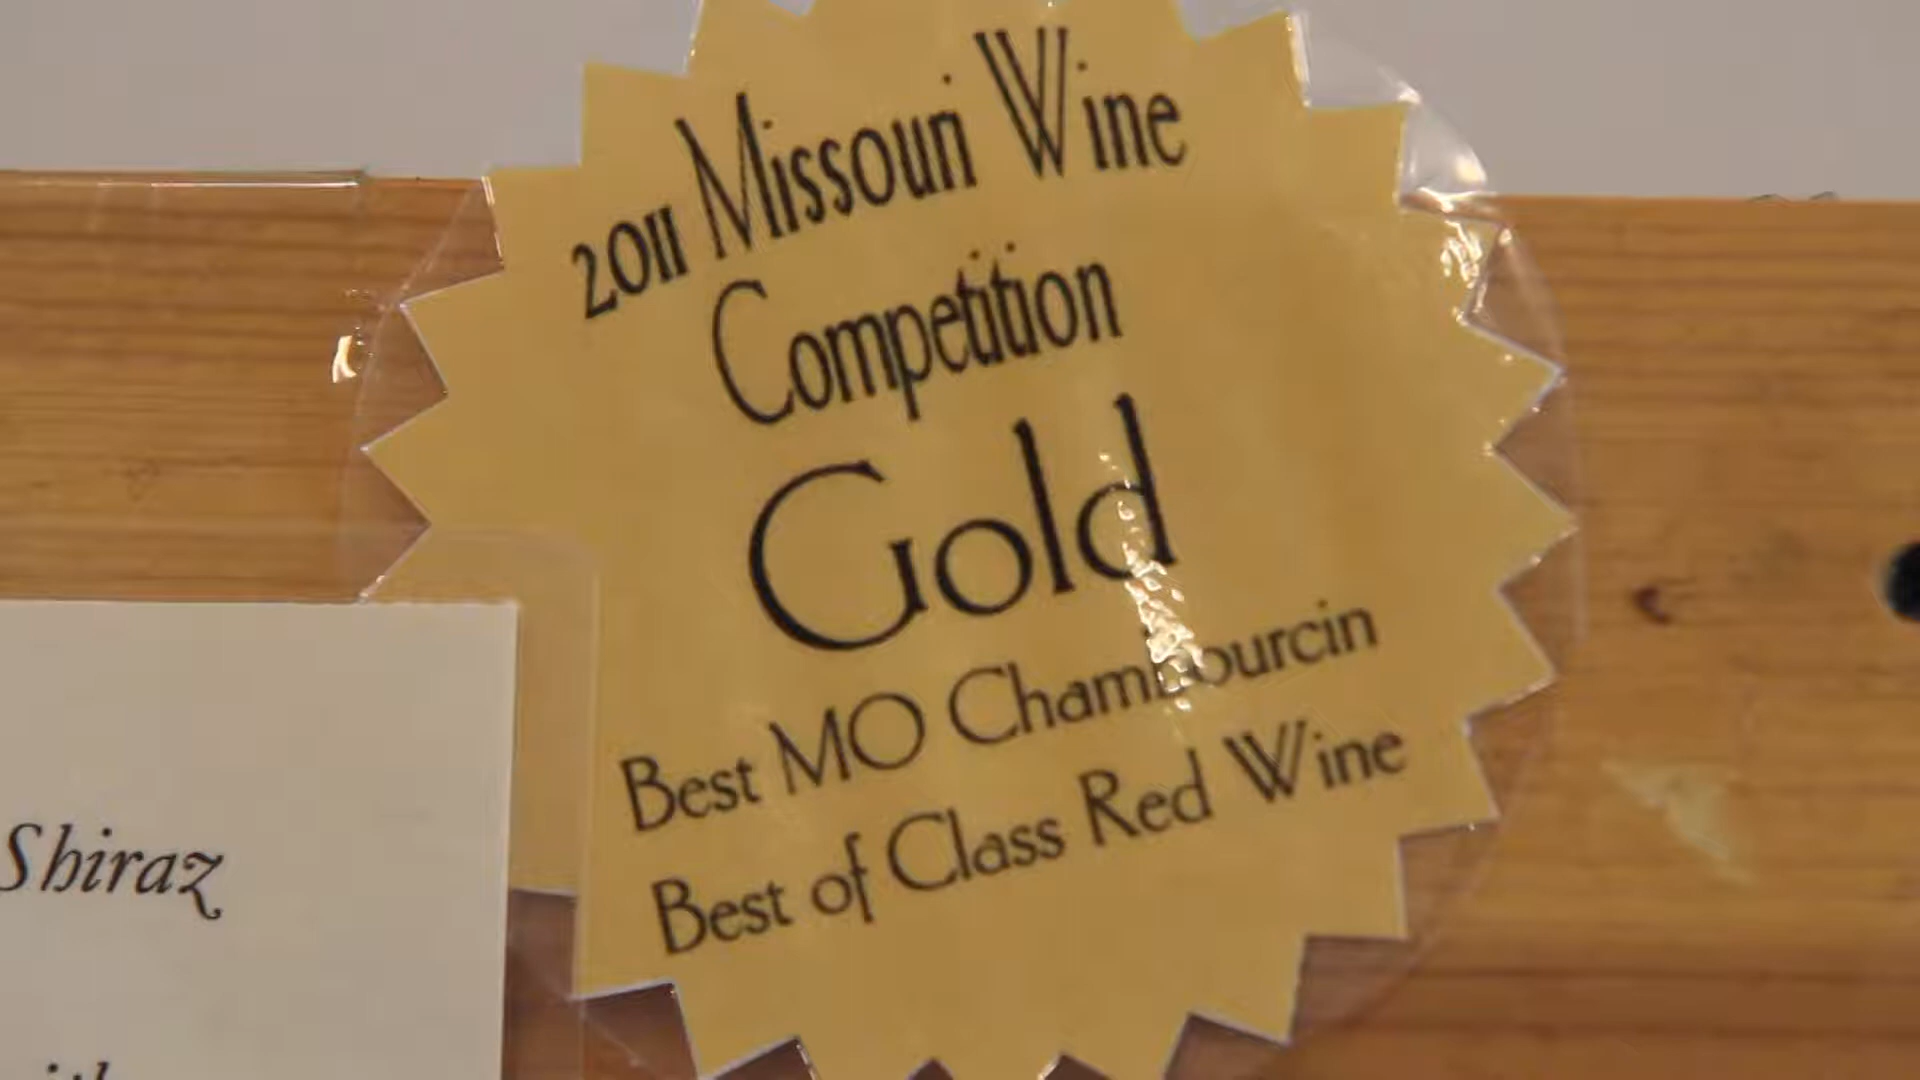 2011 Missouri Wine
Competition
Gold
Best MO Chambourcin
Best of Class Red Wine
Shiraz